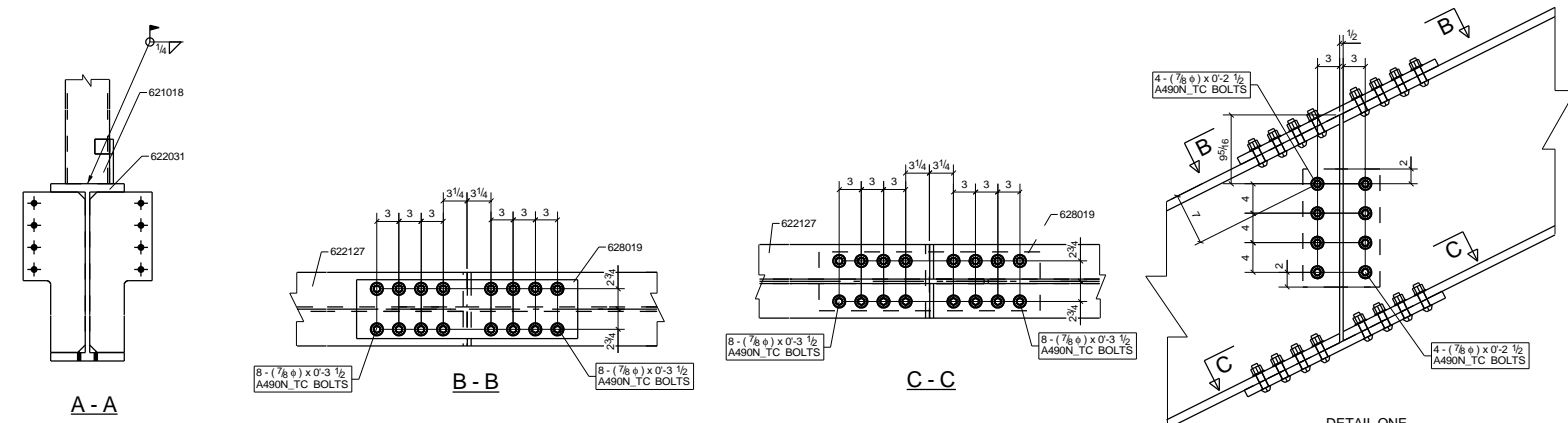 1/4
621018
622031
A - A
3 1/4 3 1/4
3 3 3
3 3 3
622127
628019
2 3/4
2 3/4
8 - ( 7/8 ϕ ) x 0'-3 1/2
A490N_TC BOLTS
8 - ( 7/8 ϕ ) x 0'-3 1/2
A490N_TC BOLTS
B - B
3 1/4 3 1/4
3 3 3
3 3 3
622127
628019
2 3/4
2 3/4
8 - ( 7/8 ϕ ) x 0'-3 1/2
A490N_TC BOLTS
8 - ( 7/8 ϕ ) x 0'-3 1/2
A490N_TC BOLTS
C - C
1/2
3 3
B
4 - ( 7/8 ϕ ) x 0'-2 1/2
A490N_TC BOLTS
B
9 5/16
2
7
4
4
4
2
C
C
4 - ( 7/8 ϕ ) x 0'-2 1/2
A490N_TC BOLTS
DETAIL ONE